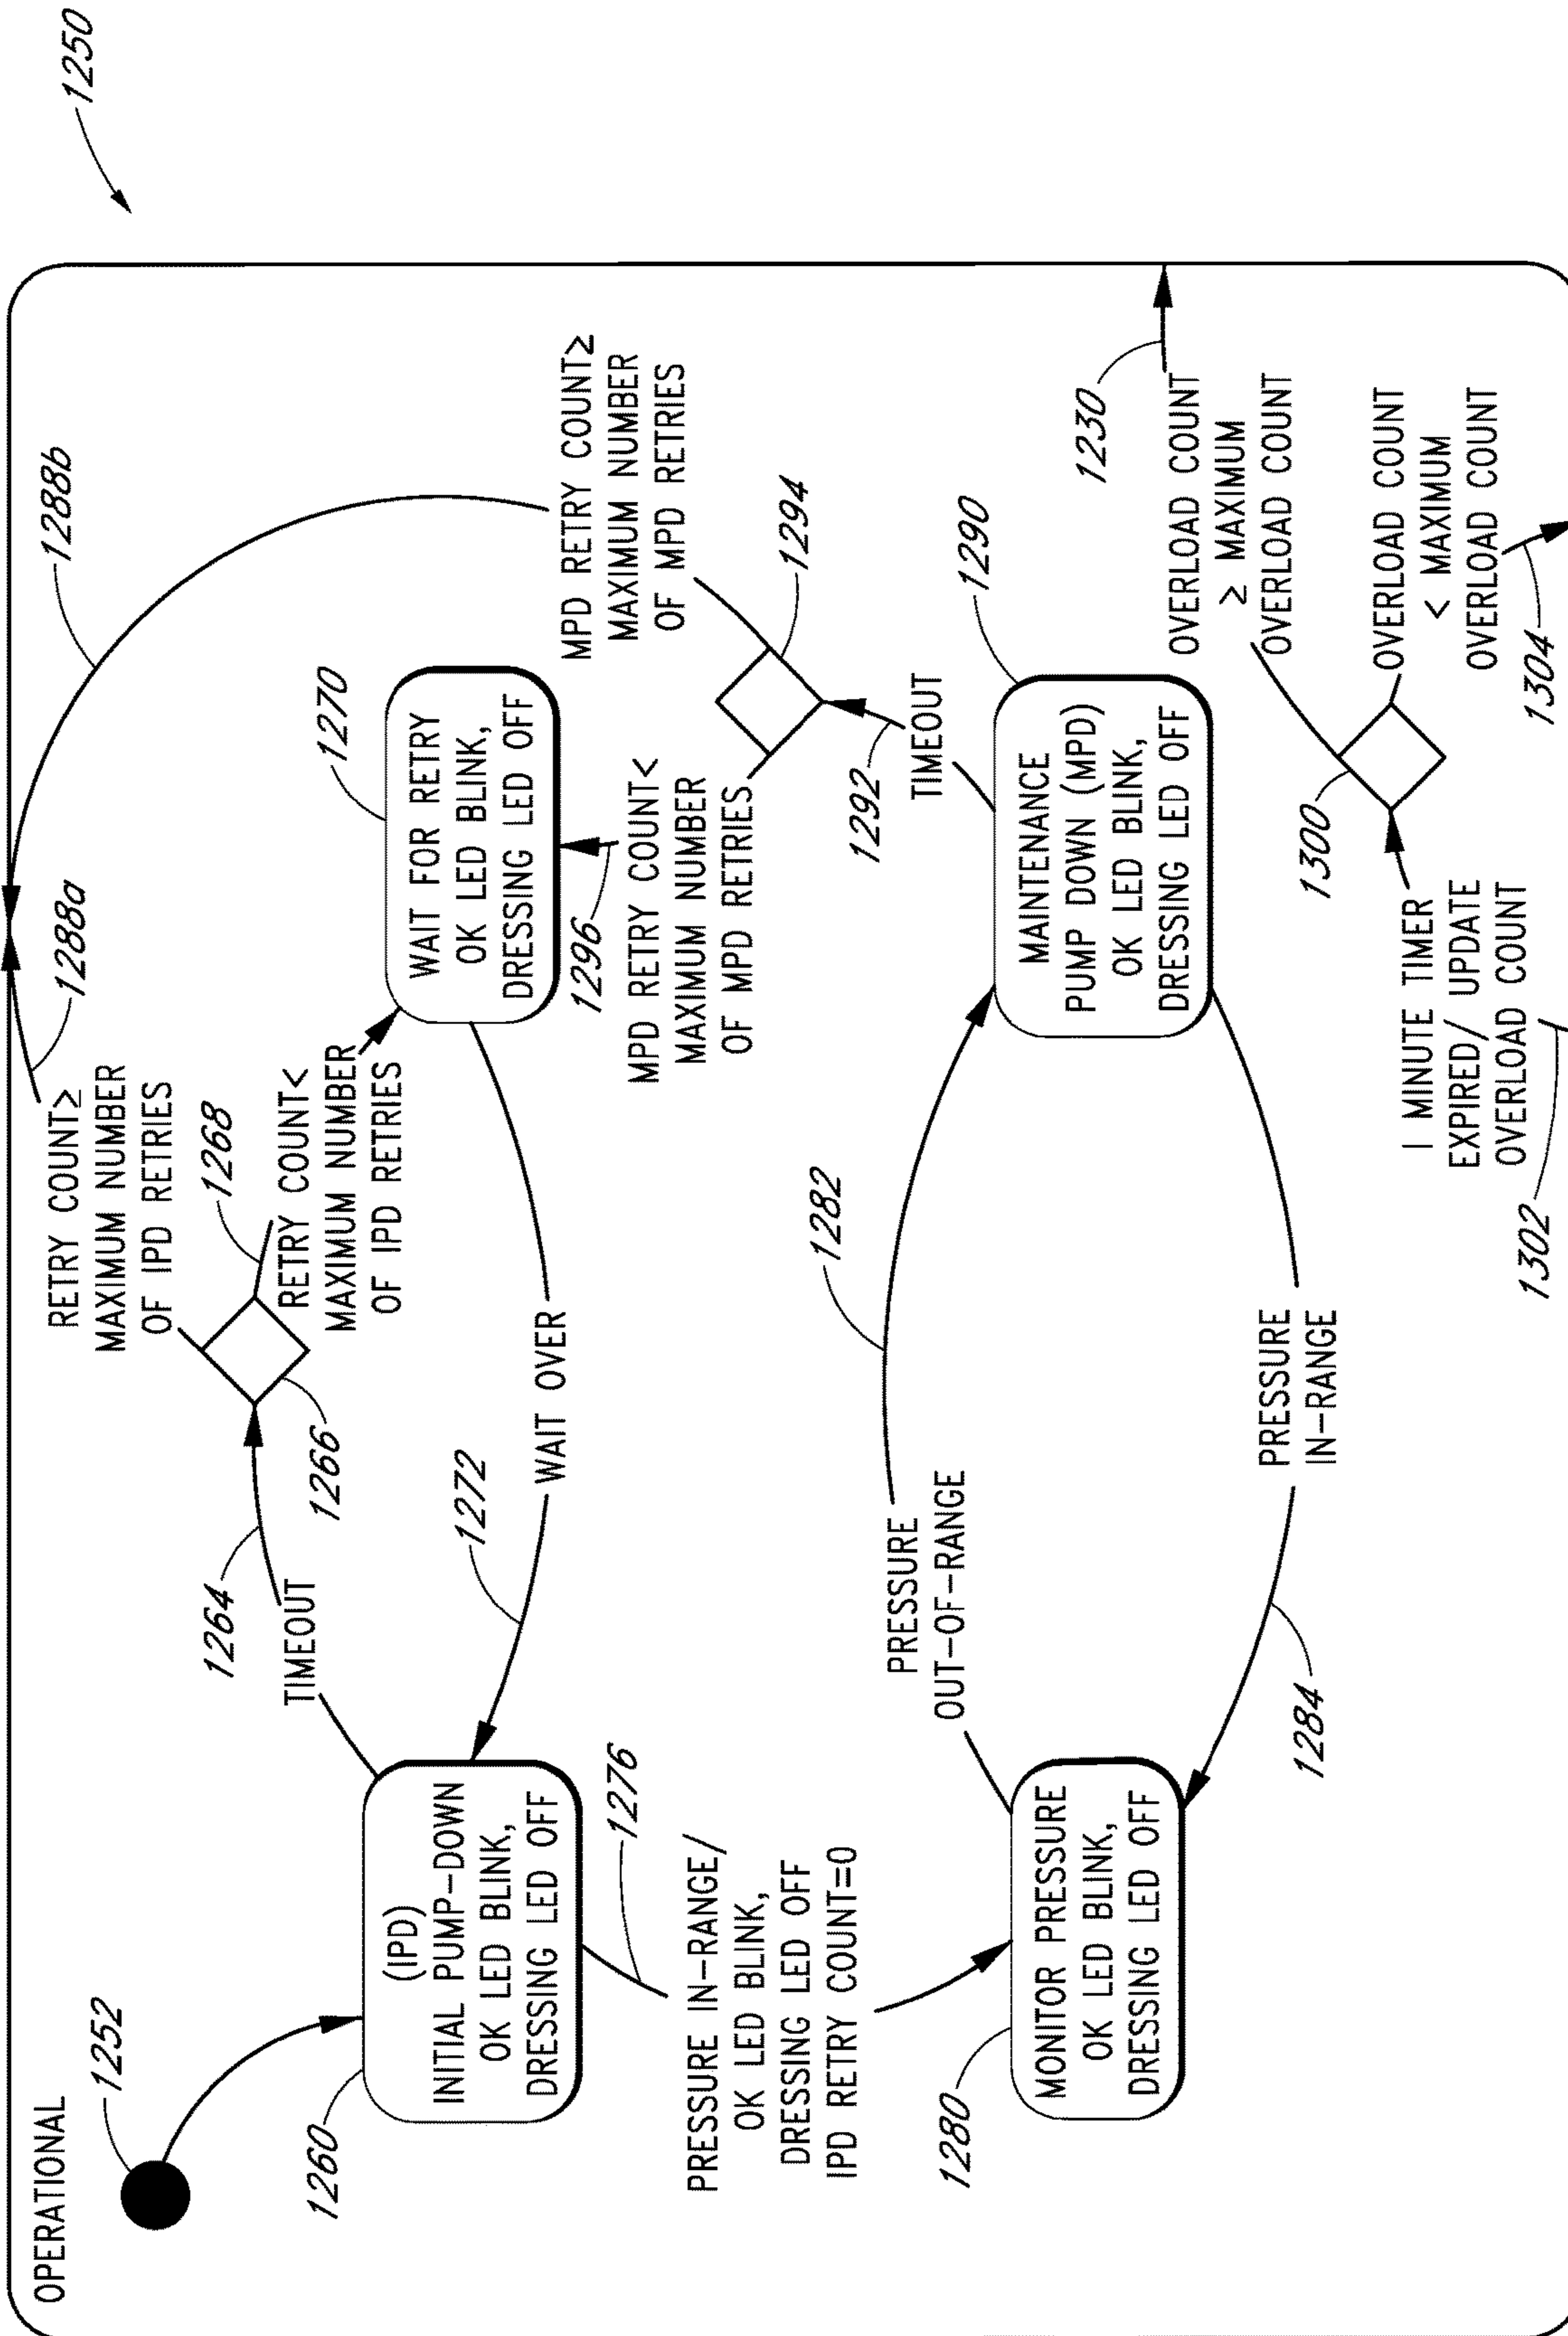 1250
OPERATIONAL
1252
1260
(IPD)
INITIAL PUMP-DOWN
OK LED BLINK,
DRESSING LED OFF
1264
TIMEOUT
1266
1268
RETRY COUNT≥
MAXIMUM NUMBER
OF IPD RETRIES
1288a
1288b
RETRY COUNT<
MAXIMUM NUMBER
OF IPD RETRIES
1270
WAIT FOR RETRY
OK LED BLINK,
DRESSING LED OFF
1272
WAIT OVER
1276
PRESSURE IN-RANGE/
OK LED BLINK,
DRESSING LED OFF
IPD RETRY COUNT=0
1296
MPD RETRY COUNT<
MAXIMUM NUMBER
OF MPD RETRIES
MPD RETRY COUNT≥
MAXIMUM NUMBER
OF MPD RETRIES
1294
1292
TIMEOUT
1280
MONITOR PRESSURE
OK LED BLINK,
DRESSING LED OFF
PRESSURE
OUT-OF-RANGE
1282
1290
MAINTENANCE
PUMP DOWN (MPD)
OK LED BLINK,
DRESSING LED OFF
1284
PRESSURE
IN-RANGE
1230
OVERLOAD COUNT
≥ MAXIMUM
OVERLOAD COUNT
1300
1 MINUTE TIMER
EXPIRED/ UPDATE
OVERLOAD COUNT
1302
OVERLOAD COUNT
< MAXIMUM
OVERLOAD COUNT
1304